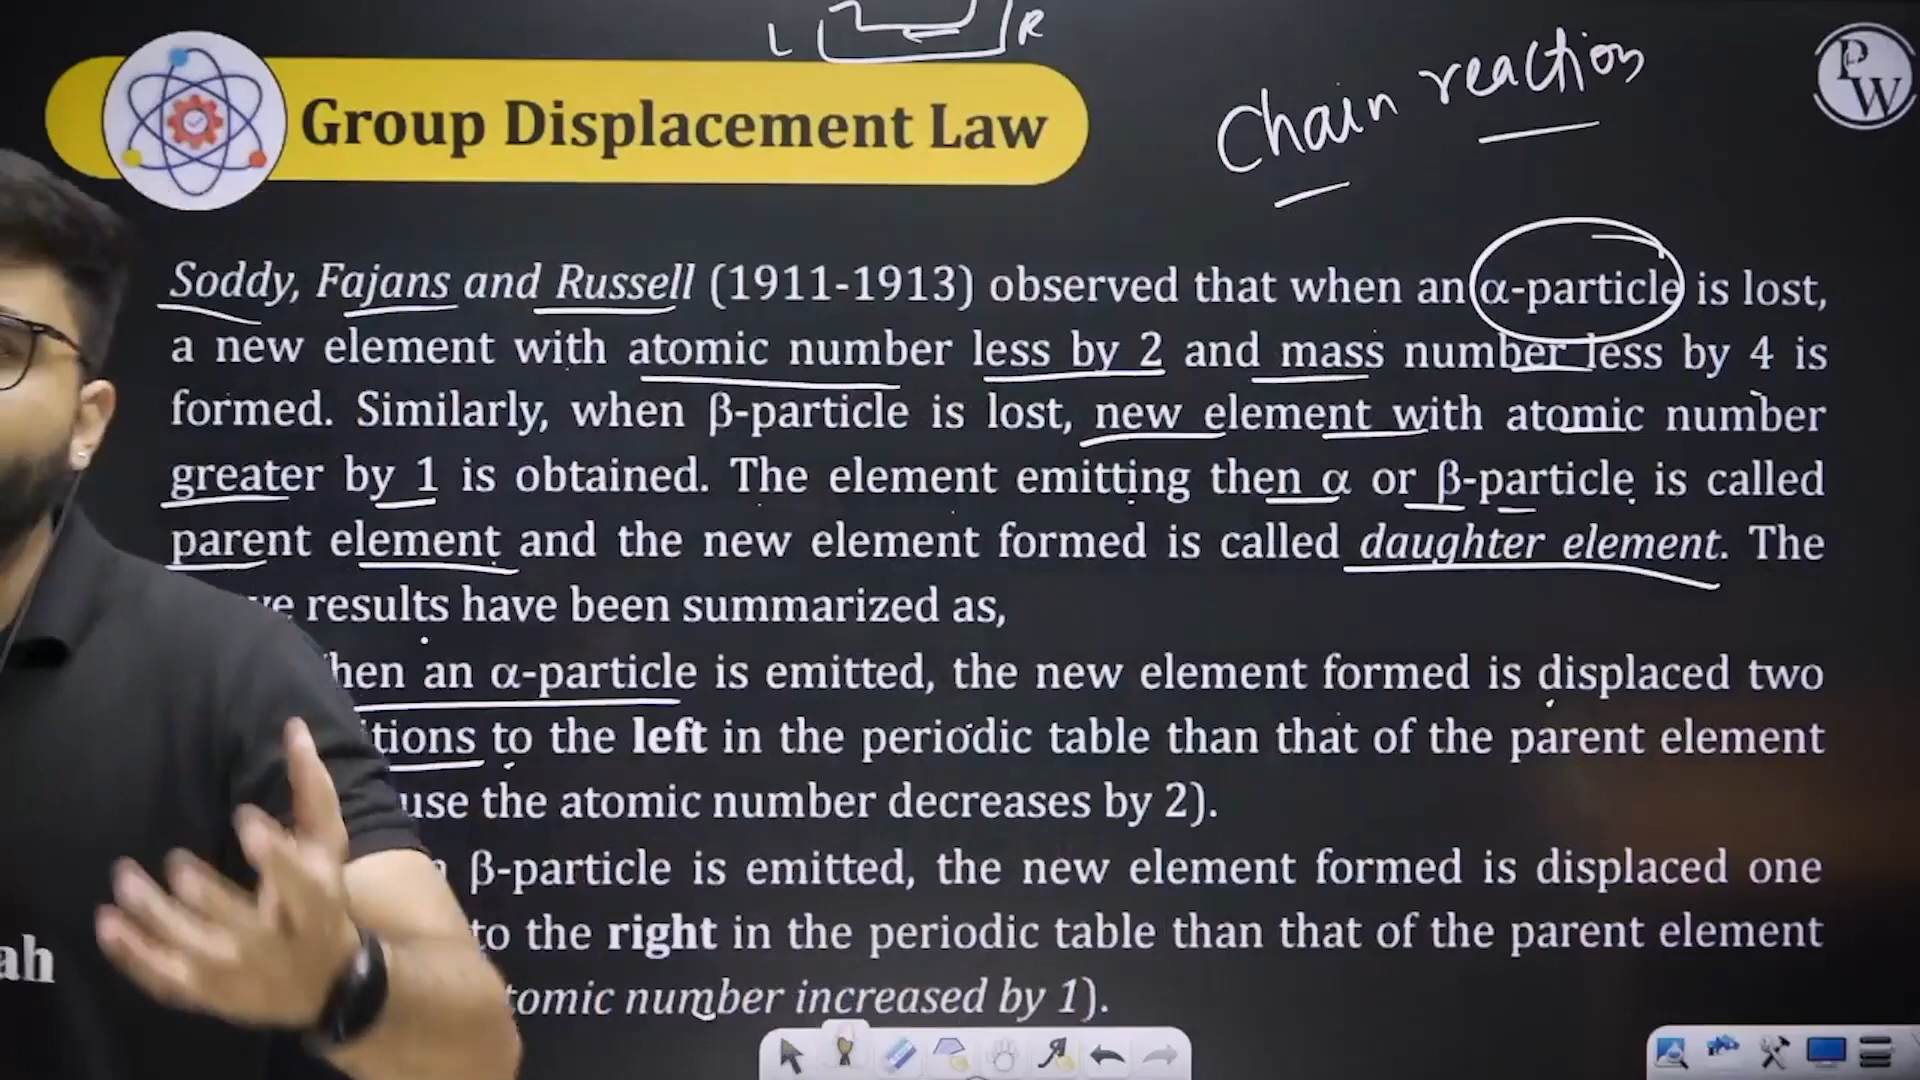 L R
Chain reaction
PW
Group Displacement Law
Soddy, Fajans and Russell (1911-1913) observed that when an α-particle is lost,
a new element with atomic number less by 2 and mass number less by 4 is
formed. Similarly, when β-particle is lost, new element with atomic number
greater by 1 is obtained. The element emitting then α or β-particle is called
parent element and the new element formed is called daughter element. The
results have been summarized as,
an α-particle is emitted, the new element formed is displaced two
to the left in the periodic table than that of the parent element
the atomic number decreases by 2).
β-particle is emitted, the new element formed is displaced one
to the right in the periodic table than that of the parent element
number increased by 1).